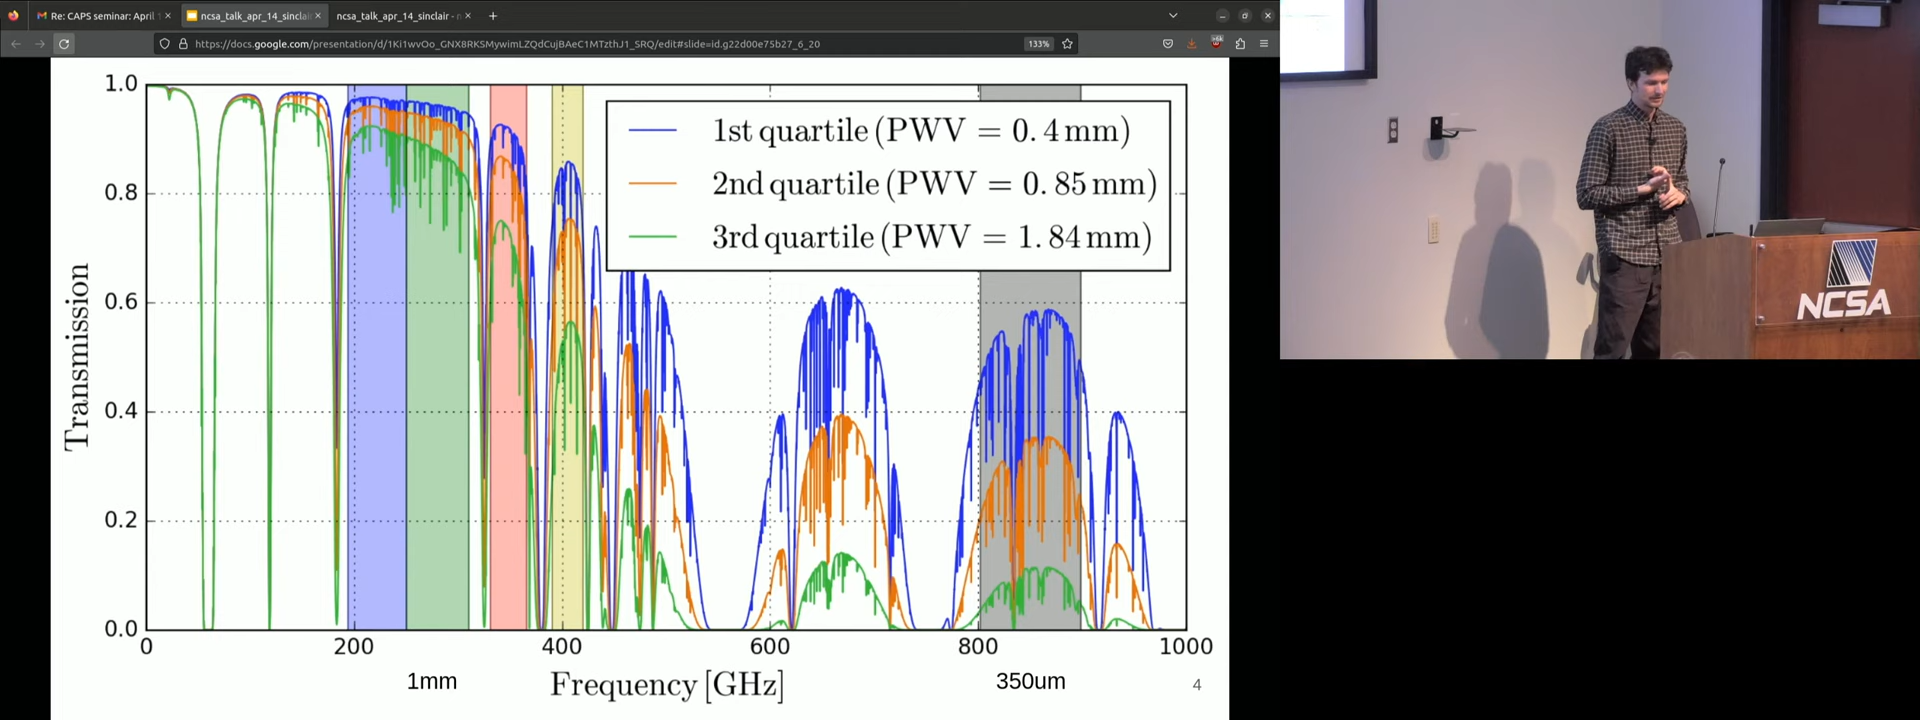 Re: CAPS seminar: April 1
ncsa_talk_apr_14_sinclair
ncsa_talk_apr_14_sinclair - n
https://docs.google.com/presentation/d/1Ki1wvOo_GNX8RKSMywimLZQdCujBAeC1MTzthJ1_SRQ/edit#slide=id.g22d00e75b27_6_20
133%
1.0
0.8
0.6
0.4
0.2
0.0
Transmission
1st quartile (PWV = 0.4 mm)
2nd quartile (PWV = 0.85 mm)
3rd quartile (PWV = 1.84 mm)
0 200 400 600 800 1000
1mm
Frequency [GHz]
350um
4
NCSA